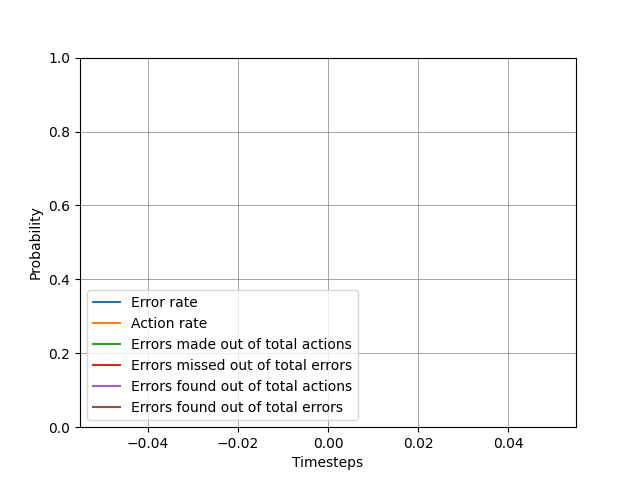 1.0
0.8
0.6
0.4
0.2
0.0
Probability
Error rate
Action rate
Errors made out of total actions
Errors missed out of total errors
Errors found out of total actions
Errors found out of total errors
−0.04
−0.02
0.00
0.02
0.04
Timesteps